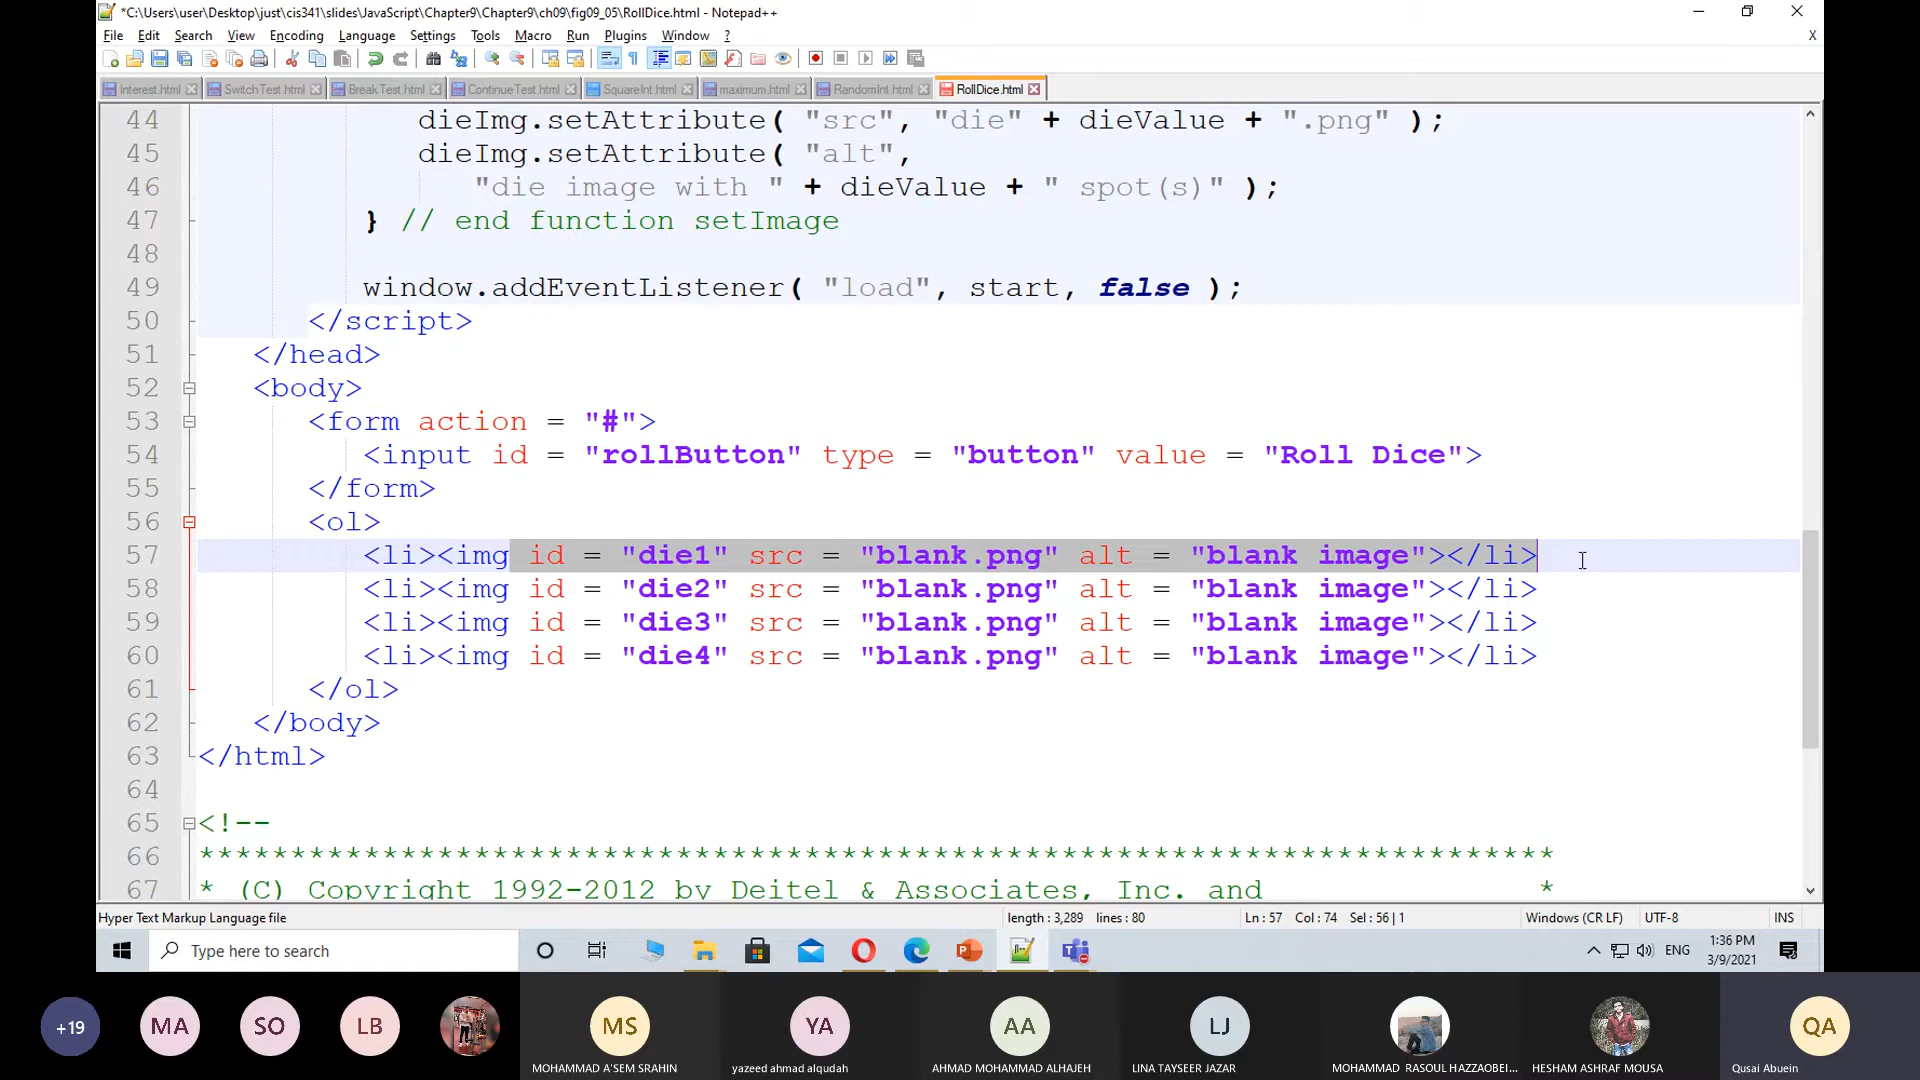 *C:\Users\user\Desktop\just\cis341\slides\JavaScript\Chapter9\Chapter9\ch09\fig09_05\RollDice.html - Notepad++
File Edit Search View Encoding Language Settings Tools Macro Run Plugins Window ? X
Interest.html SwitchTest.html BreakTest.html ContinueTest.html SquareInt.html maximum.html RandomInt.html RollDice.html
44 dieImg.setAttribute( "src", "die" + dieValue + ".png" );
45 dieImg.setAttribute( "alt",
46 "die image with " + dieValue + " spot(s)" );
47 } // end function setImage
48
49 window.addEventListener( "load", start, false );
50 </script>
51 </head>
52 <body>
53 <form action = "#">
54 <input id = "rollButton" type = "button" value = "Roll Dice">
55 </form>
56 <ol>
57 <li><img id = "die1" src = "blank.png" alt = "blank image"></li>
58 <li><img id = "die2" src = "blank.png" alt = "blank image"></li>
59 <li><img id = "die3" src = "blank.png" alt = "blank image"></li>
60 <li><img id = "die4" src = "blank.png" alt = "blank image"></li>
61 </ol>
62 </body>
63 </html>
64
65 <!--
66 **************************************************************************
67 * (C) Copyright 1992-2012 by Deitel & Associates, Inc. and *
Hyper Text Markup Language file length : 3,289 lines : 80 Ln : 57 Col : 74 Sel : 56 | 1 Windows (CR LF) UTF-8 INS
Type here to search ENG 1:36 PM
3/9/2021
+19 MA SO LB MS YA AA LJ QA
MOHAMMAD A'SEM SRAHIN yazeed ahmad alqudah AHMAD MOHAMMAD ALHAJEH LINA TAYSEER JAZAR MOHAMMAD RASOUL HAZZAOBEI... HESHAM ASHRAF MOUSA Qusai Abuein